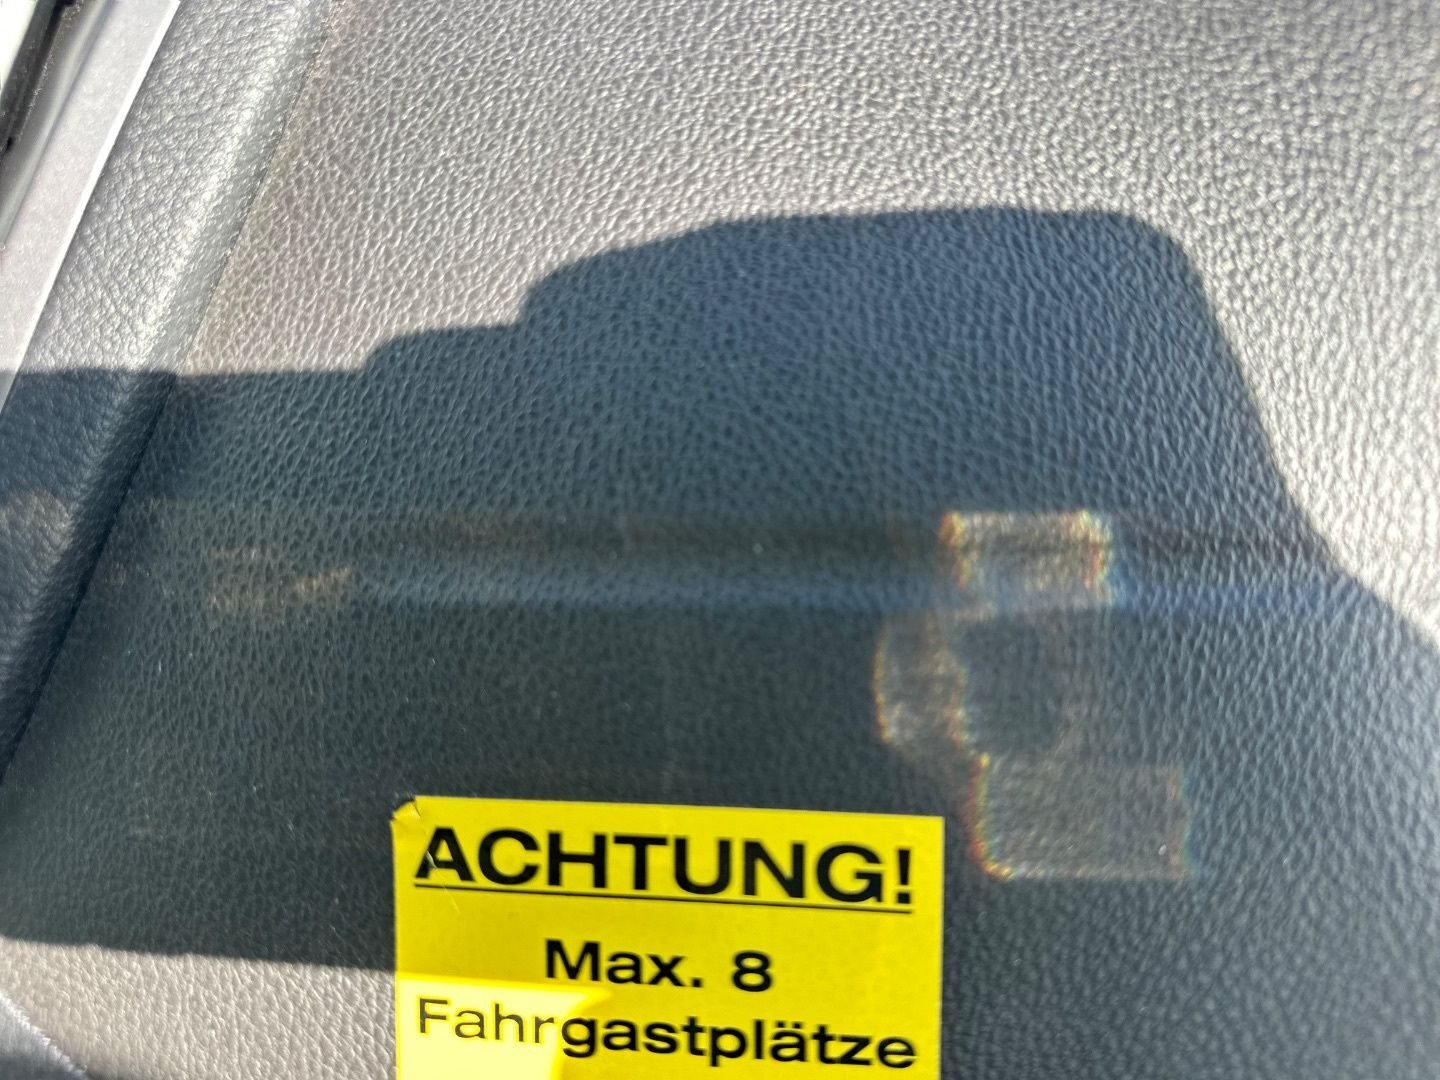 ACHTUNG!
Max. 8
Fahrgastplätze